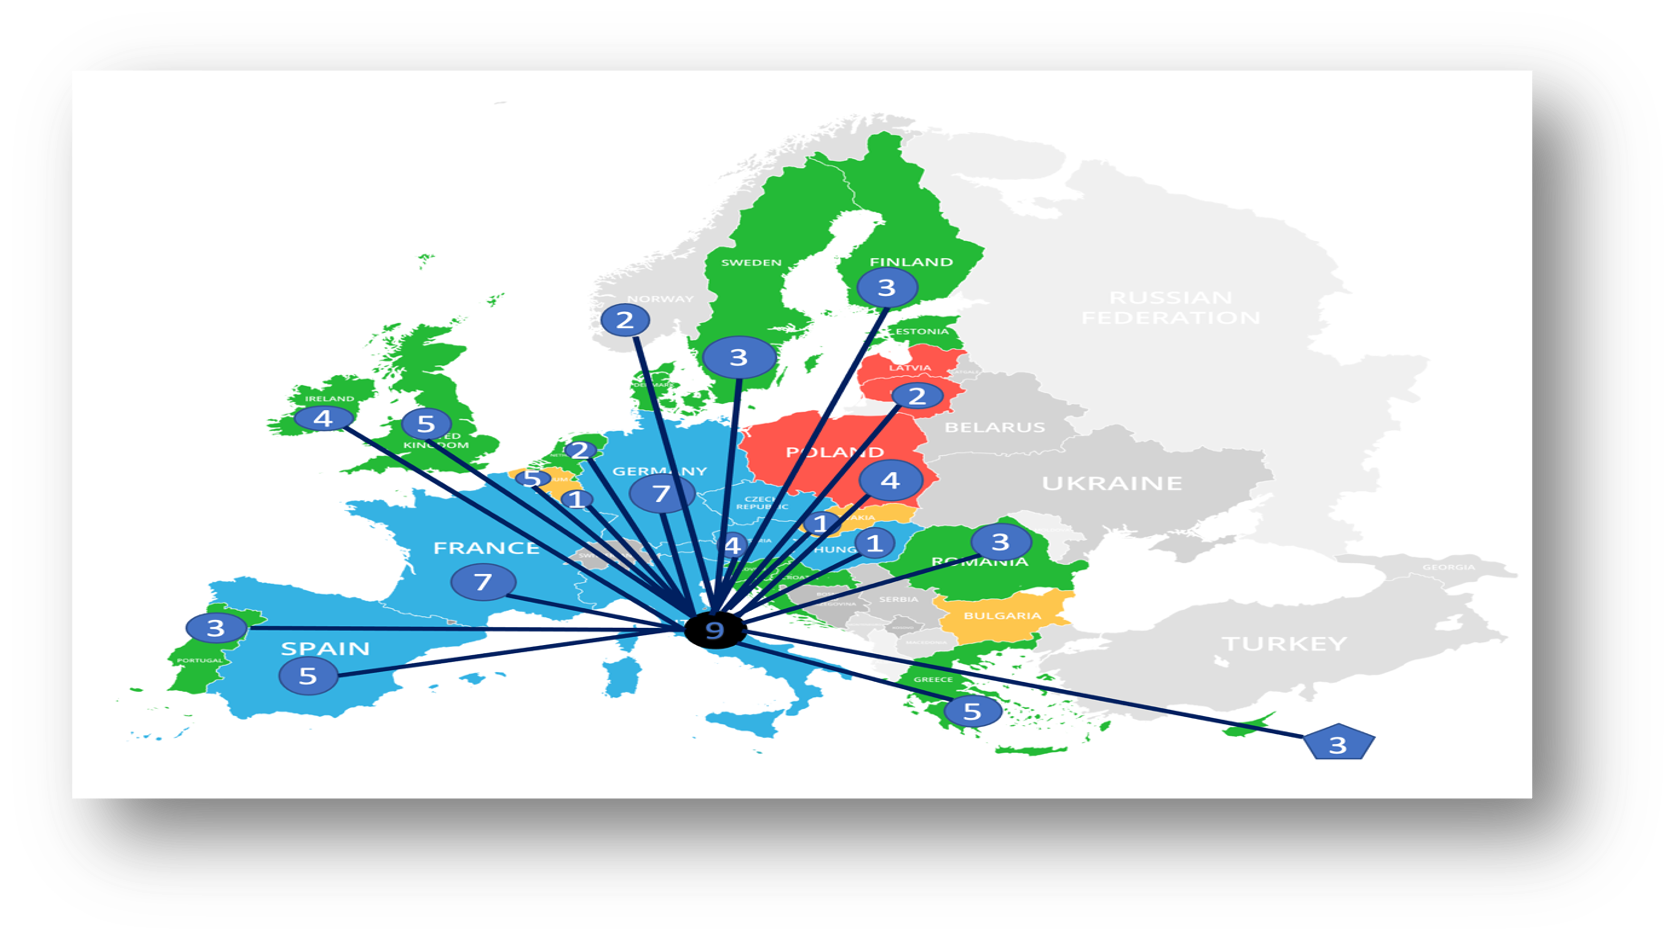 SWEDEN
FINLAND
3
NORWAY
2
RUSSIAN
FEDERATION
ESTONIA
3
LATVIA
2
IRELAND
4
5
ED
KINGDOM
BELARUS
POLAND
2
GERMANY
5
4
UKRAINE
7
1
CZECH
REPUBLIC
1
AKIA
FRANCE
4
HUNG
1
3
ROMANIA
GEORGIA
7
SERBIA
BULGARIA
3
9
SPAIN
TURKEY
PORTUGAL
5
GREECE
5
3